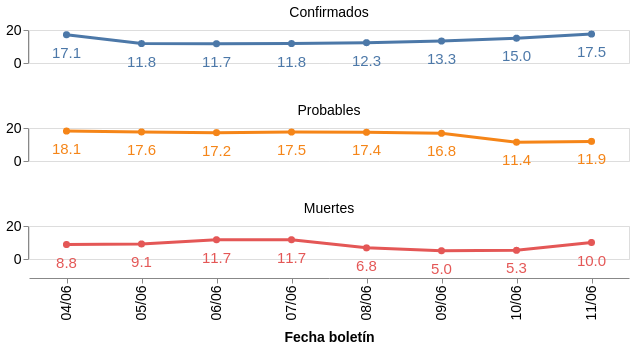 Confirmados
20
0
17.1 11.8 11.7 11.8 12.3 13.3 15.0 17.5
Probables
20
0
18.1 17.6 17.2 17.5 17.4 16.8 11.4 11.9
Muertes
20
0
8.8 9.1 11.7 11.7 6.8 5.0 5.3 10.0
04/06 05/06 06/06 07/06 08/06 09/06 10/06 11/06
Fecha boletín